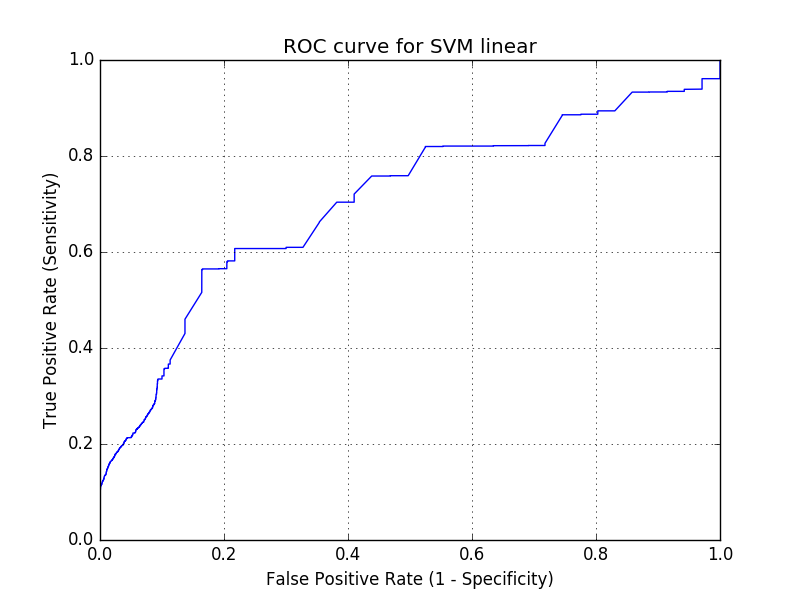 ROC curve for SVM linear
True Positive Rate (Sensitivity)
1.0
0.8
0.6
0.4
0.2
0.0
0.0 0.2 0.4 0.6 0.8 1.0
False Positive Rate (1 - Specificity)